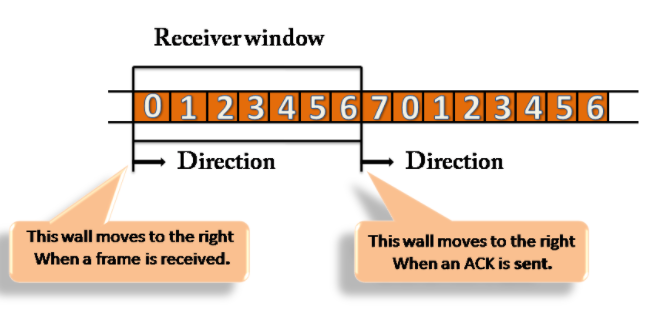 Receiver window
0 1 2 3 4 5 6 7 0 1 2 3 4 5 6
Direction Direction
This wall moves to the right
When a frame is received.
This wall moves to the right
When an ACK is sent.